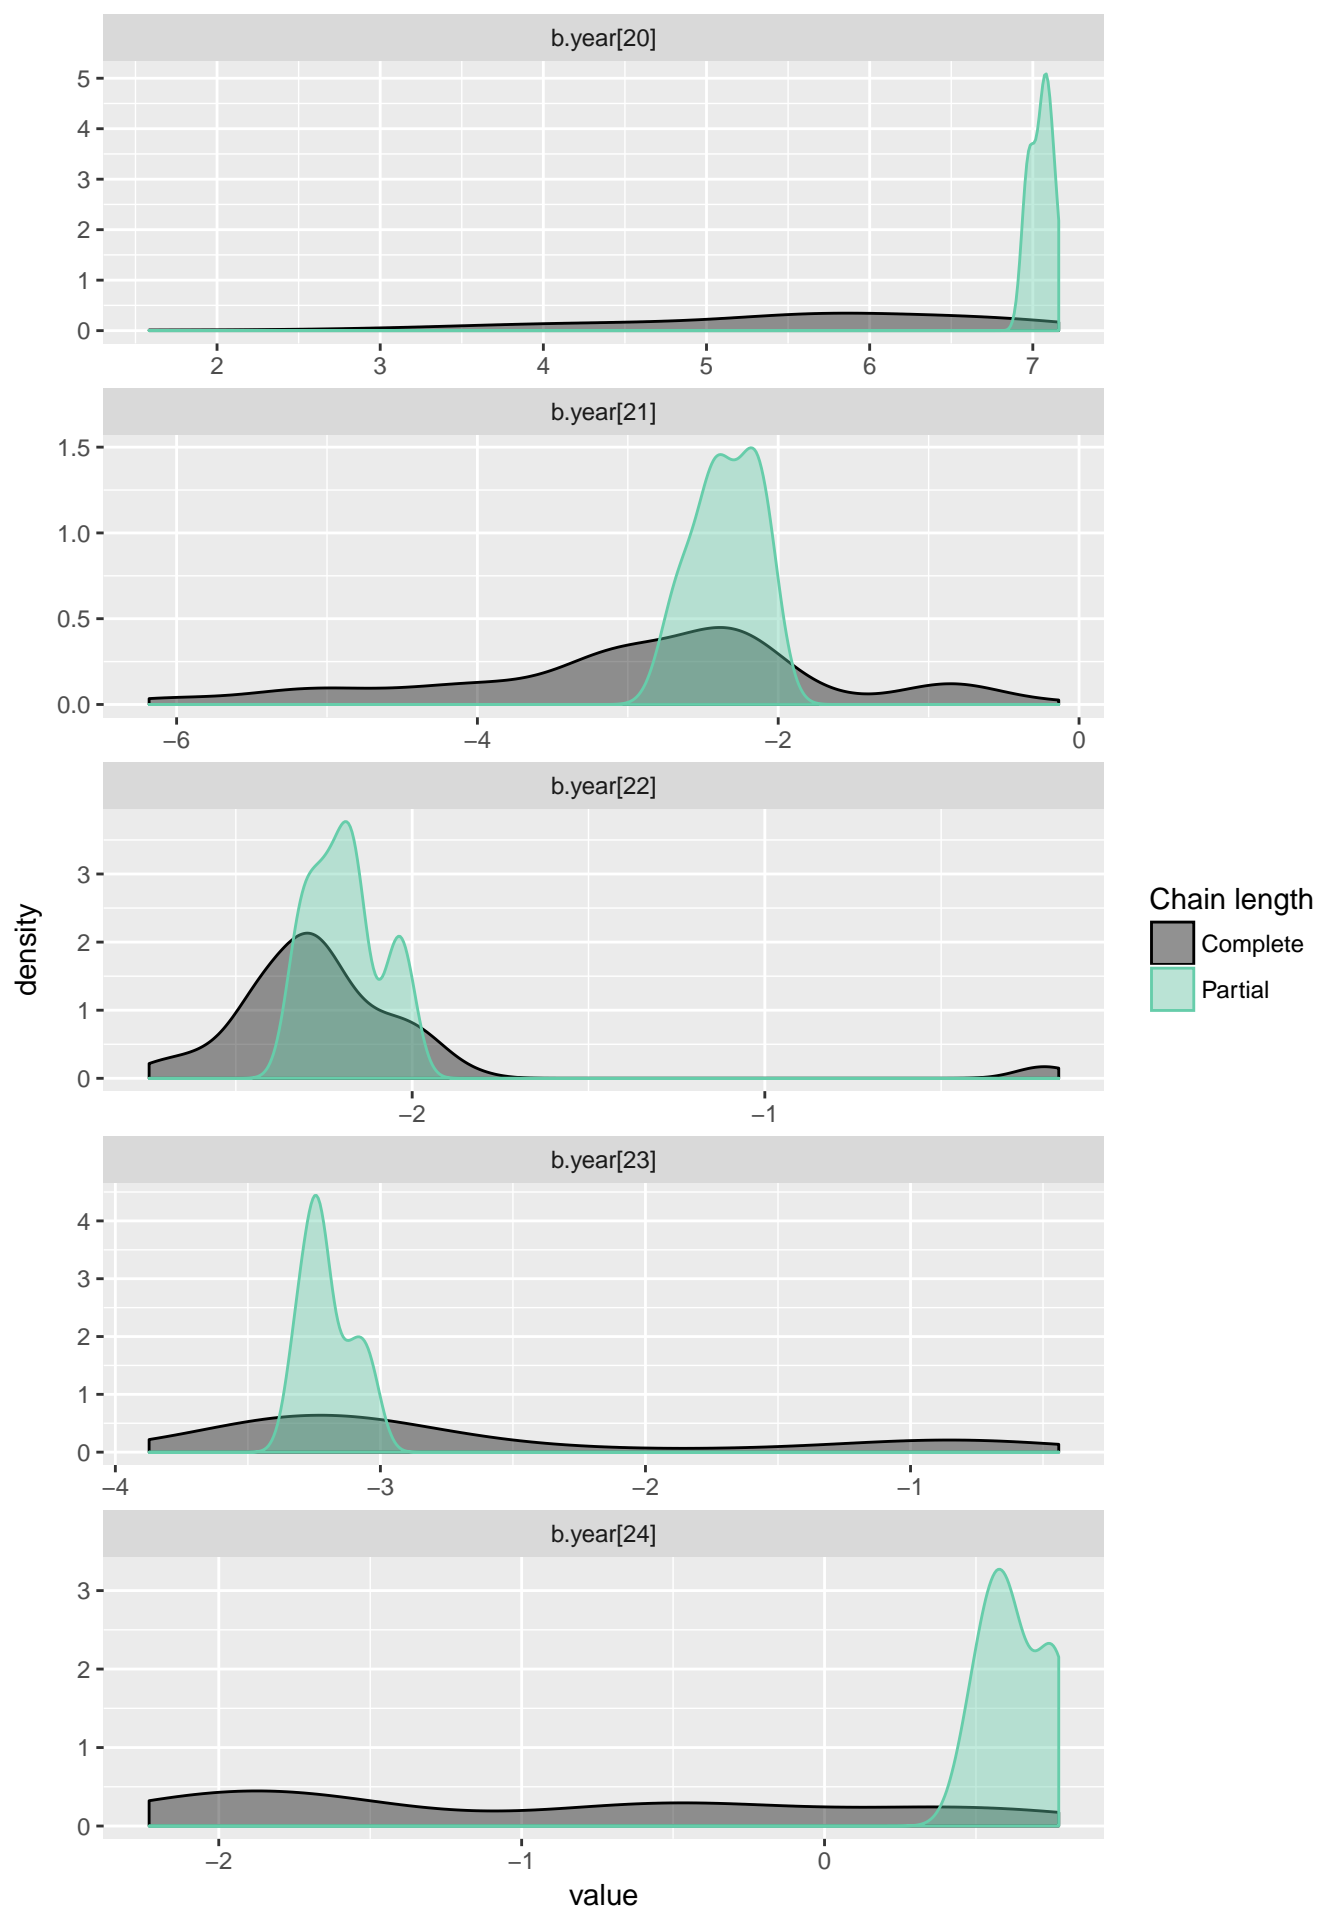 b.year[20]
5
4
3
2
1
0
2 3 4 5 6 7
b.year[21]
1.5
1.0
0.5
0.0
−6 −4 −2 0
b.year[22]
3
2
1
0
−2 −1
b.year[23]
4
3
2
1
0
−4 −3 −2 −1
b.year[24]
3
2
1
0
−2 −1 0
value
density
Chain length
Complete
Partial